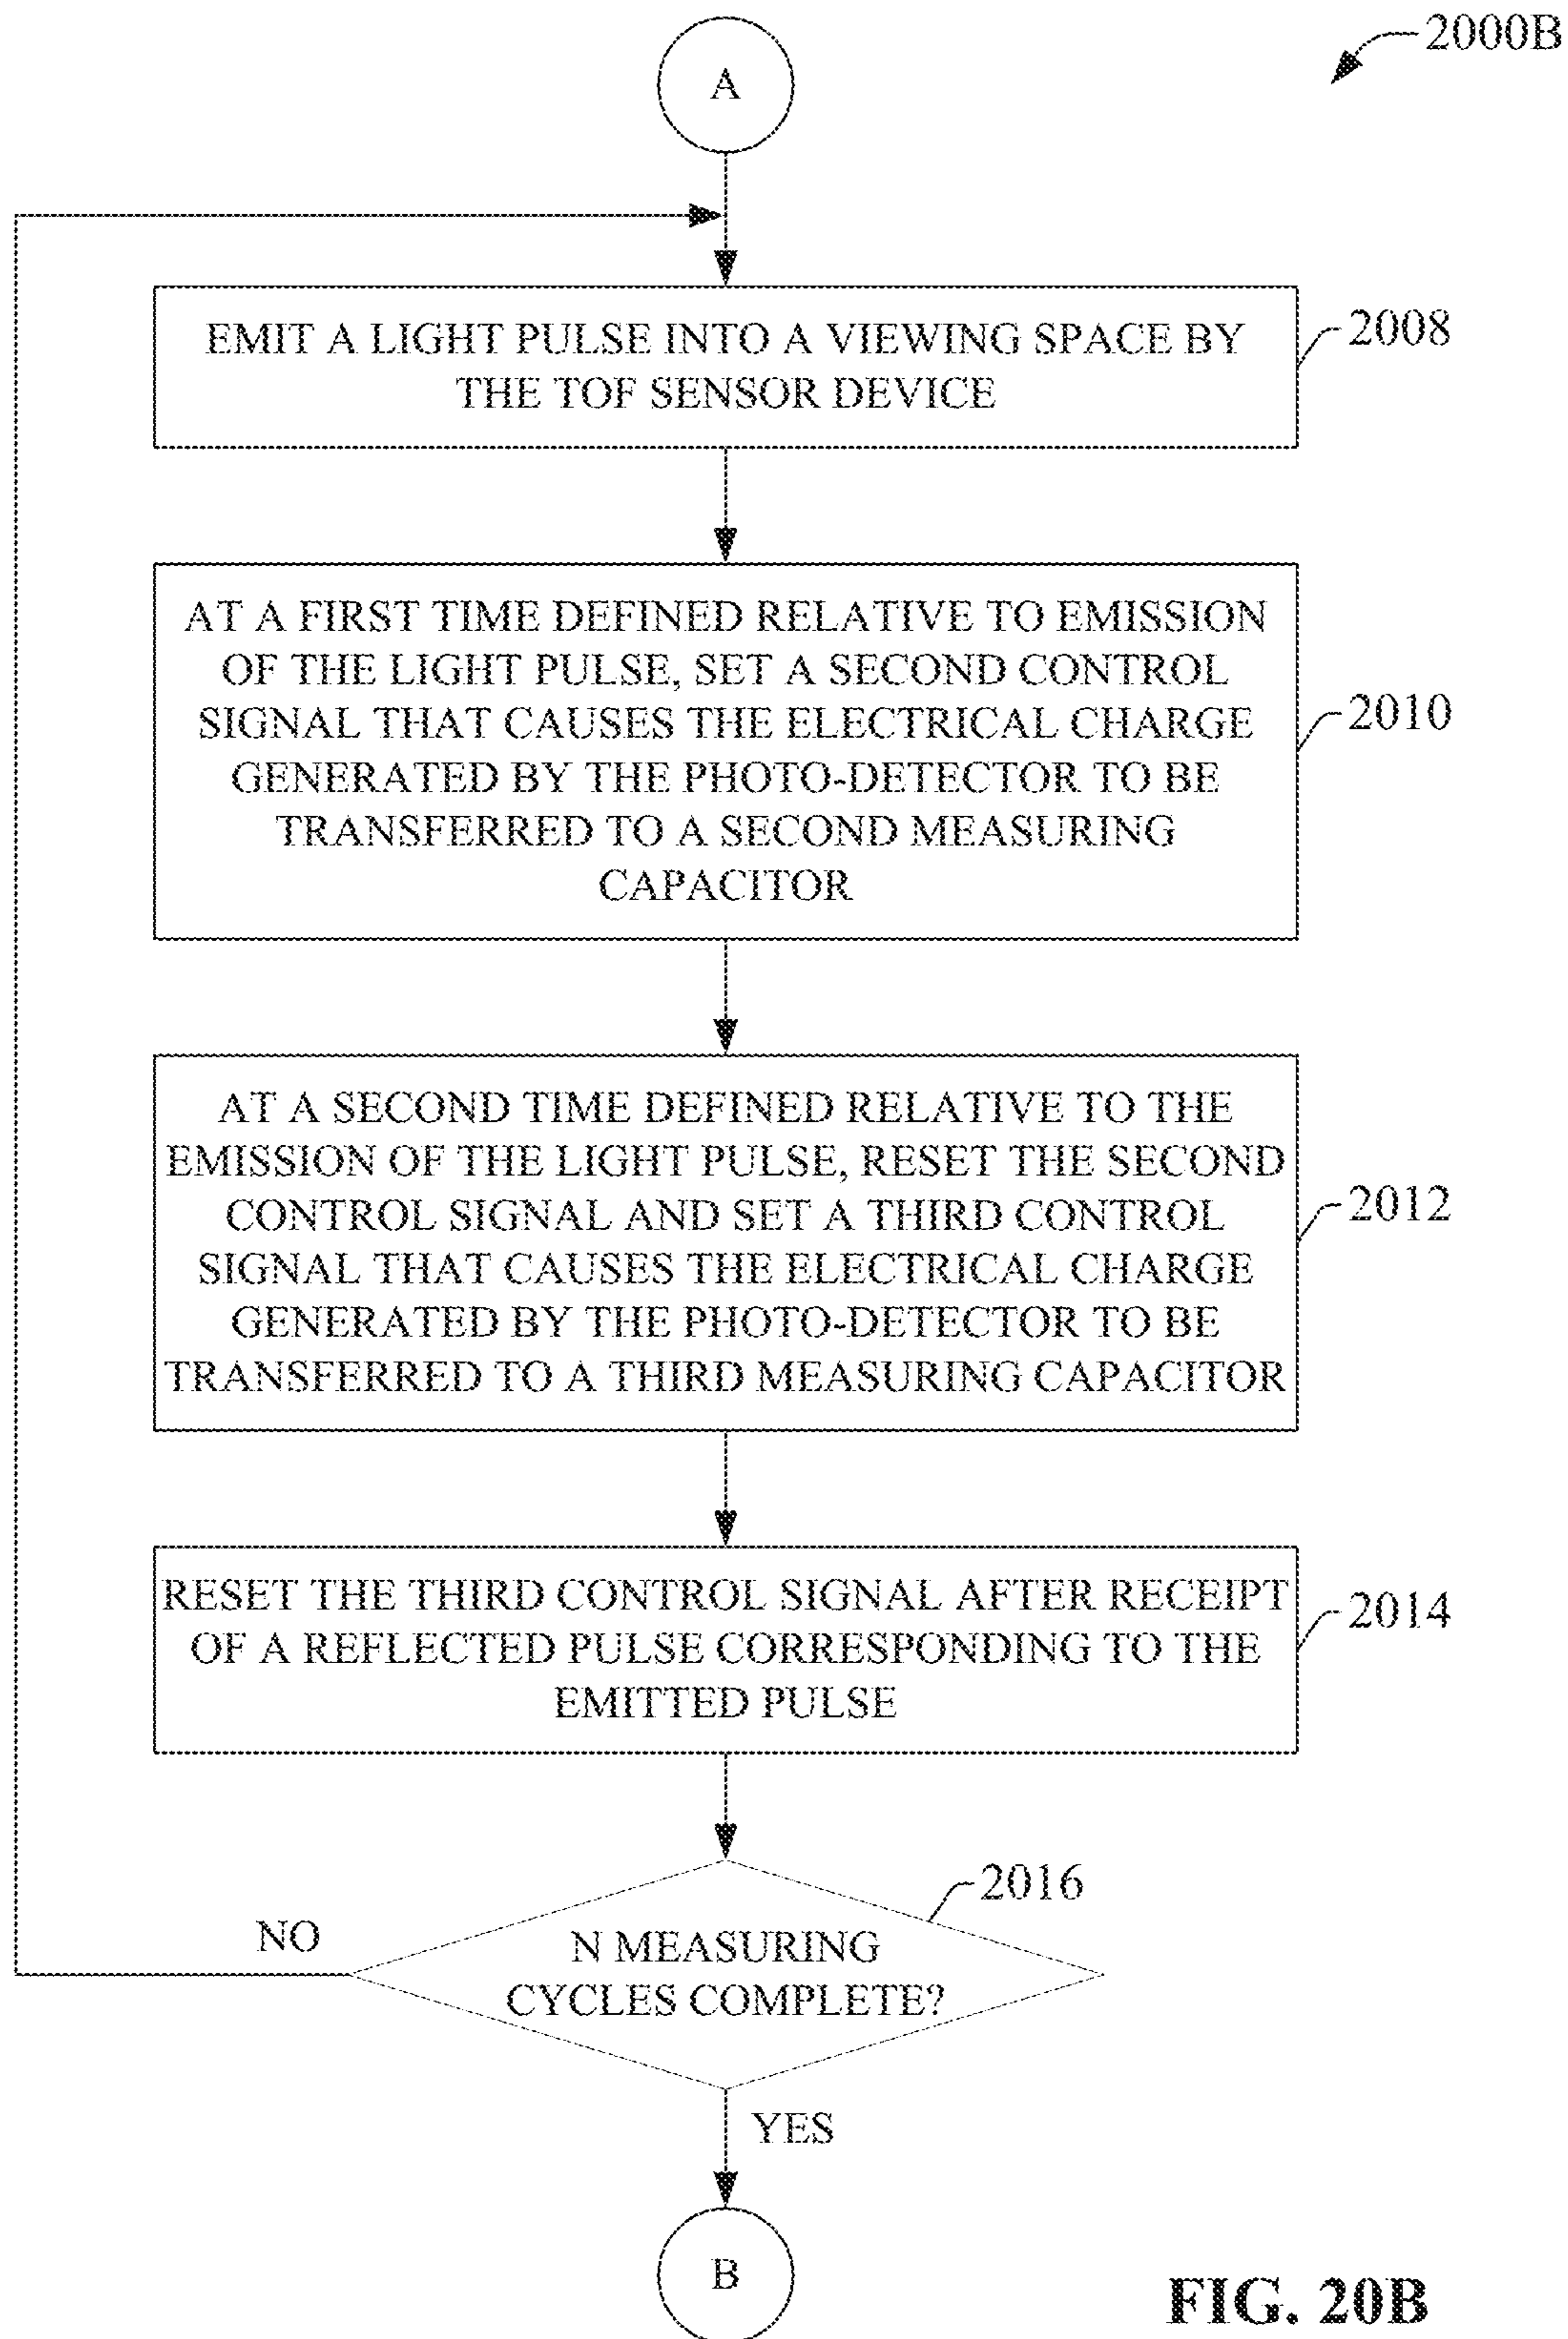 2000B
A
EMIT A LIGHT PULSE INTO A VIEWING SPACE BY
THE TOF SENSOR DEVICE
2008
AT A FIRST TIME DEFINED RELATIVE TO EMISSION
OF THE LIGHT PULSE, SET A SECOND CONTROL
SIGNAL THAT CAUSES THE ELECTRICAL CHARGE
GENERATED BY THE PHOTO-DETECTOR TO BE
TRANSFERRED TO A SECOND MEASURING
CAPACITOR
2010
AT A SECOND TIME DEFINED RELATIVE TO THE
EMISSION OF THE LIGHT PULSE, RESET THE SECOND
CONTROL SIGNAL AND SET A THIRD CONTROL
SIGNAL THAT CAUSES THE ELECTRICAL CHARGE
GENERATED BY THE PHOTO-DETECTOR TO BE
TRANSFERRED TO A THIRD MEASURING CAPACITOR
2012
RESET THE THIRD CONTROL SIGNAL AFTER RECEIPT
OF A REFLECTED PULSE CORRESPONDING TO THE
EMITTED PULSE
2014
2016
NO
N MEASURING
CYCLES COMPLETE?
YES
B
FIG. 20B